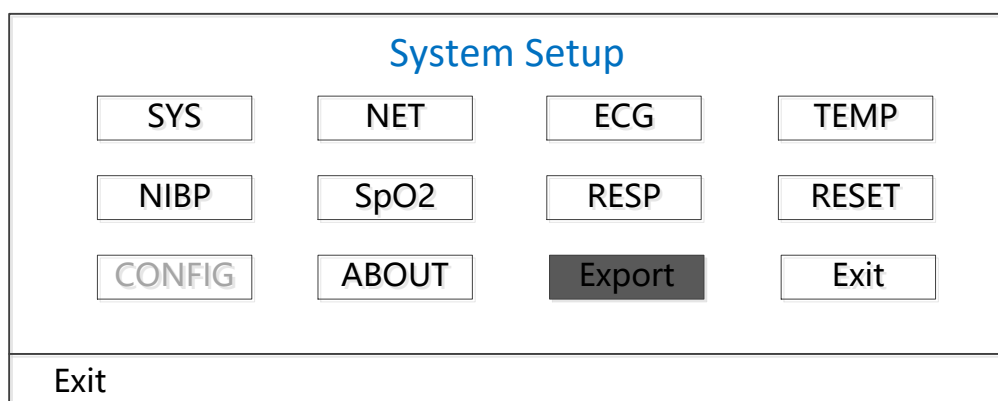 System Setup
SYS NET ECG TEMP
NIBP SpO2 RESP RESET
CONFIG ABOUT Export Exit
Exit